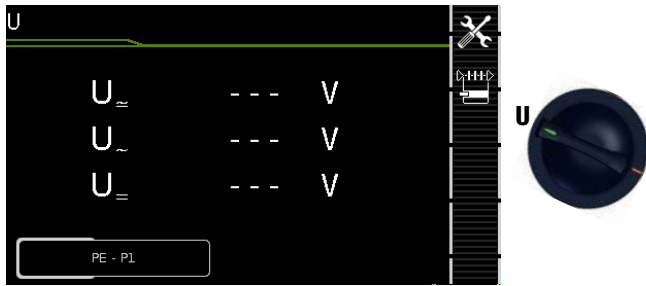 U
U≃ --- V
U~ --- V
U= --- V
PE - P1
U